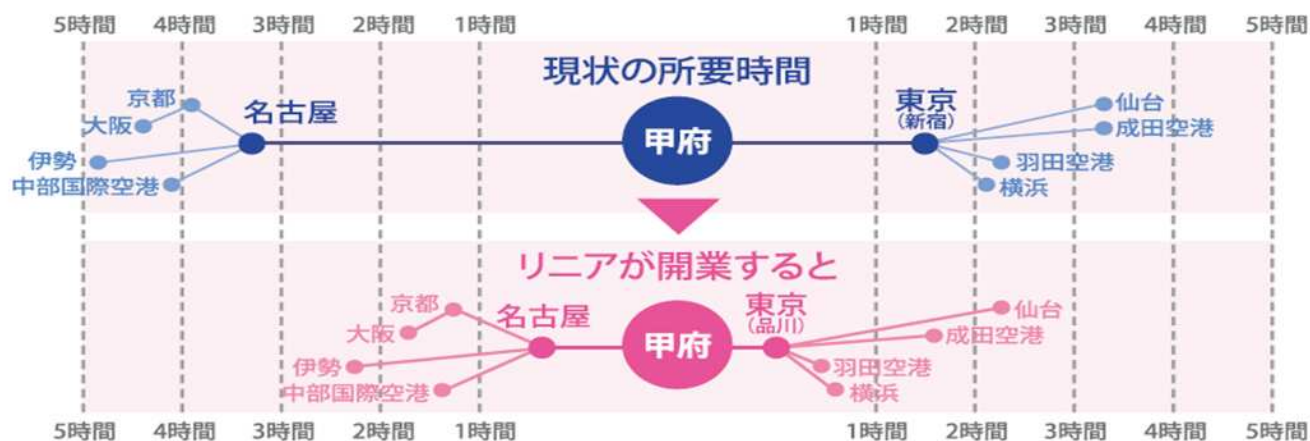 5時間 4時間 3時間 2時間 1時間 1時間 2時間 3時間 4時間 5時間
現状の所要時間
京都
名古屋
大阪
伊勢
中部国際空港
甲府
東京
(新宿)
仙台
成田空港
羽田空港
横浜
リニアが開業すると
京都
名古屋
大阪
伊勢
中部国際空港
甲府
東京
(品川)
仙台
成田空港
羽田空港
横浜
5時間 4時間 3時間 2時間 1時間 1時間 2時間 3時間 4時間 5時間